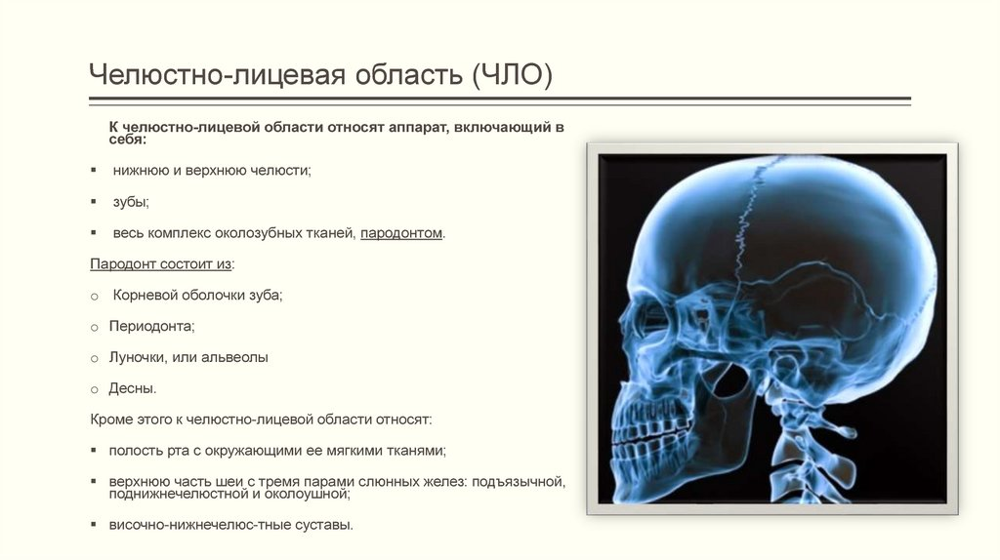 Челюстно-лицевая область (ЧЛО)
К челюстно-лицевой области относят аппарат, включающий в
себя:
▪ нижнюю и верхнюю челюсти;
▪ зубы;
▪ весь комплекс околозубных тканей, пародонтом.
Пародонт состоит из:
o Корневой оболочки зуба;
o Периодонта;
o Луночки, или альвеолы
o Десны.
Кроме этого к челюстно-лицевой области относят:
▪ полость рта с окружающими ее мягкими тканями;
▪ верхнюю часть шеи с тремя парами слюнных желез: подъязычной,
поднижнечелюстной и околоушной;
▪ височно-нижнечелюс-тные суставы.